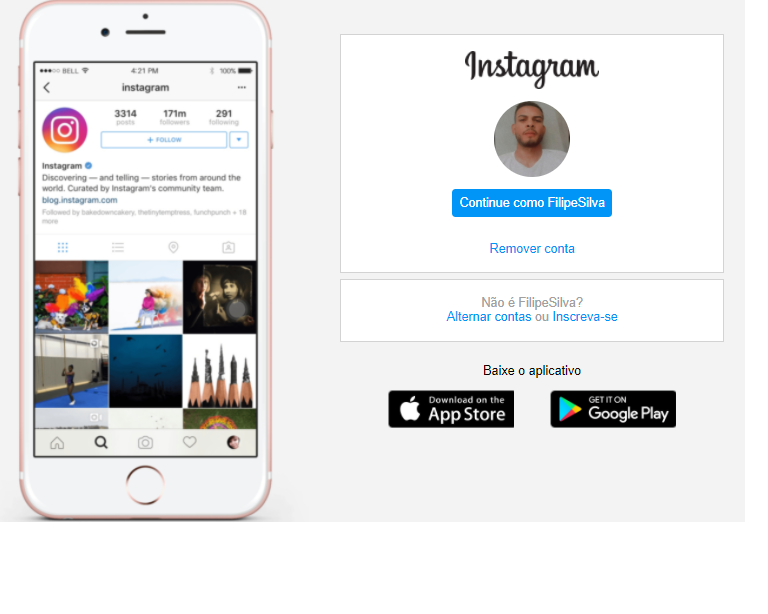 BELL
4:21 PM
100%
instagram
3314
171m
291
posts
followers
following
+ FOLLOW
Instagram
Discovering — and telling — stories from around the
world. Curated by Instagram's community team.
blog.instagram.com
Followed by bakedowncakery, thetinytemptress, funchpunch + 18
more
Instagram
Continue como FilipeSilva
Remover conta
Não é FilipeSilva?
Alternar contas ou Inscreva-se
Baixe o aplicativo
Download on the
App Store
GET IT ON
Google Play